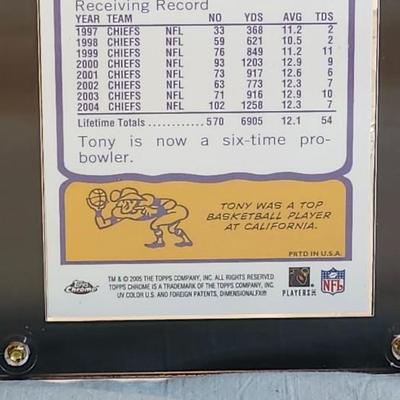 Receiving Record
YEAR TEAM NO YDS AVG TDS
1997 CHIEFS NFL 33 368 11.2 2
1998 CHIEFS NFL 59 621 10.5 2
1999 CHIEFS NFL 76 849 11.2 11
2000 CHIEFS NFL 93 1203 12.9 9
2001 CHIEFS NFL 73 917 12.6 6
2002 CHIEFS NFL 63 773 12.3 7
2003 CHIEFS NFL 71 916 12.9 10
2004 CHIEFS NFL 102 1258 12.3 7
Lifetime Totals ............ 570 6905 12.1 54
Tony is now a six-time pro-
bowler.
TONY WAS A TOP
BASKETBALL PLAYER
AT CALIFORNIA.
PRTD IN U.S.A.
TM & © 2005 THE TOPPS COMPANY, INC. ALL RIGHTS RESERVED.
TOPPS CHROME IS A TRADEMARK OF THE TOPPS COMPANY, INC.
UV COLOR U.S. AND FOREIGN PATENTS, DIMENSIONALFX®
Topps
Chrome
PLAYERS
NFL